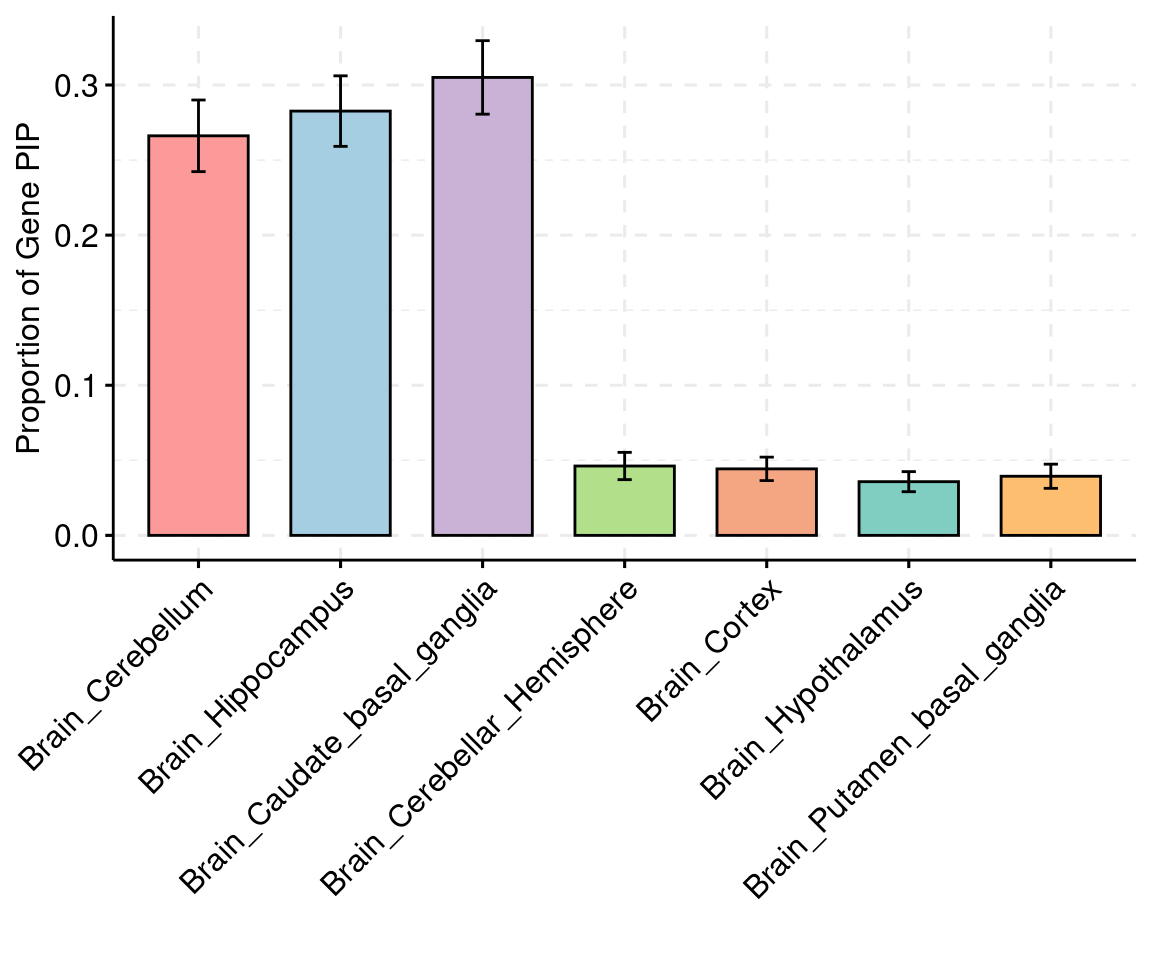 Proportion of Gene PIP
0.3
0.2
0.1
0.0
Brain_Cerebellum
Brain_Hippocampus
Brain_Caudate_basal_ganglia
Brain_Cerebellar_Hemisphere
Brain_Cortex
Brain_Hypothalamus
Brain_Putamen_basal_ganglia